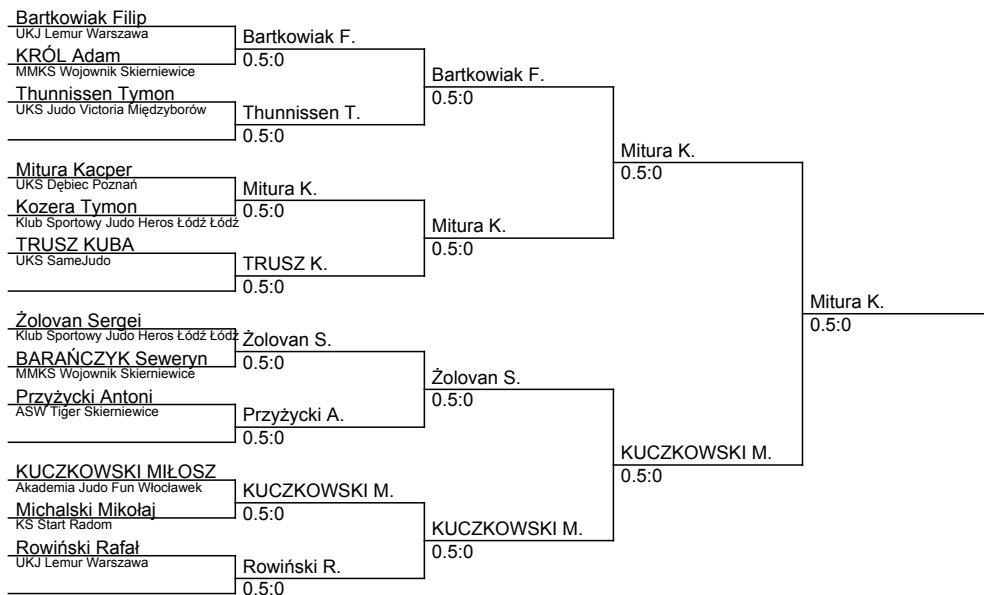 Bartkowiak Filip
UKJ Lemur Warszawa
KRÓL Adam
MMKS Wojownik Skierniewice
Thunnissen Tymon
UKS Judo Victoria Międzyborów
Mitura Kacper
UKS Dębiec Poznań
Kozera Tymon
Klub Sportowy Judo Heros Łódź Łódź
TRUSZ KUBA
UKS SameJudo
Żolovan Sergei
Klub Sportowy Judo Heros Łódź Łódź
BARAŃCZYK Seweryn
MMKS Wojownik Skierniewice
Przyżycki Antoni
ASW Tiger Skierniewice
KUCZKOWSKI MIŁOSZ
Akademia Judo Fun Włocławek
Michalski Mikołaj
KS Start Radom
Rowiński Rafał
UKJ Lemur Warszawa
Bartkowiak F.
0.5:0
Thunnissen T.
0.5:0
Mitura K.
0.5:0
TRUSZ K.
0.5:0
Żolovan S.
0.5:0
Przyżycki A.
0.5:0
KUCZKOWSKI M.
0.5:0
Rowiński R.
0.5:0
Bartkowiak F.
0.5:0
Mitura K.
0.5:0
Żolovan S.
0.5:0
KUCZKOWSKI M.
0.5:0
Mitura K.
0.5:0
KUCZKOWSKI M.
0.5:0
Mitura K.
0.5:0